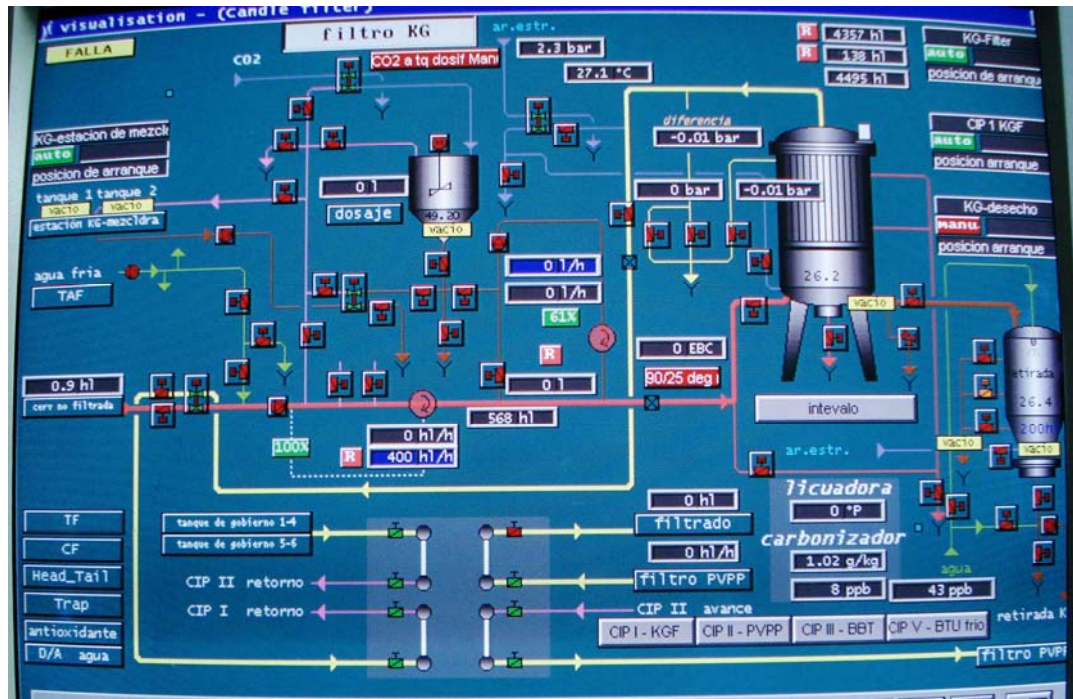 visualisation - (candle filter)
FALLA
filtro KG
CO2
CO2 a tq dosif Manu
ar.estr.
2.3 bar
27.1 °C
R 4357 hl
R 138 hl
4495 hl
KG-Filter
auto
posicion de arranque
diferencia
-0.01 bar
0 bar
-0.01 bar
CIP 1 KGF
auto
posicion arranque
KG-estacion de mezcl
auto
posicion de arranque
tanque 1 tanque 2
vacio vacio
estación KG-mezcldra
0 l
dosaje
49.20
vacio
KG-desecho
manu
posicion arranque
agua fria
TAF
0 l/h
0 l/h
61%
R
0 l
26.2
vacio
0 EBC
90/25 deg
0.9 hl
cerv no filtrada
568 hl
100%
R
0 hl/h
400 hl/h
intevalo
retirada
26.4
200h
vacio
vacio
ar.estr.
TF
CF
Head_Tail
Trap
antioxidante
D/A agua
tanque de gobierno 1-4
tanque de gobierno 5-6
CIP II retorno
CIP I retorno
0 hl
filtrado
0 hl/h
filtro PVPP
CIP II avance
licuadora
0 °P
carbonizador
1.02 g/kg
8 ppb
agua
43 ppb
CIP I - KGF
CIP II - PVPP
CIP III - BBT
CIP V - BTU frio
retirada K
filtro PVPP